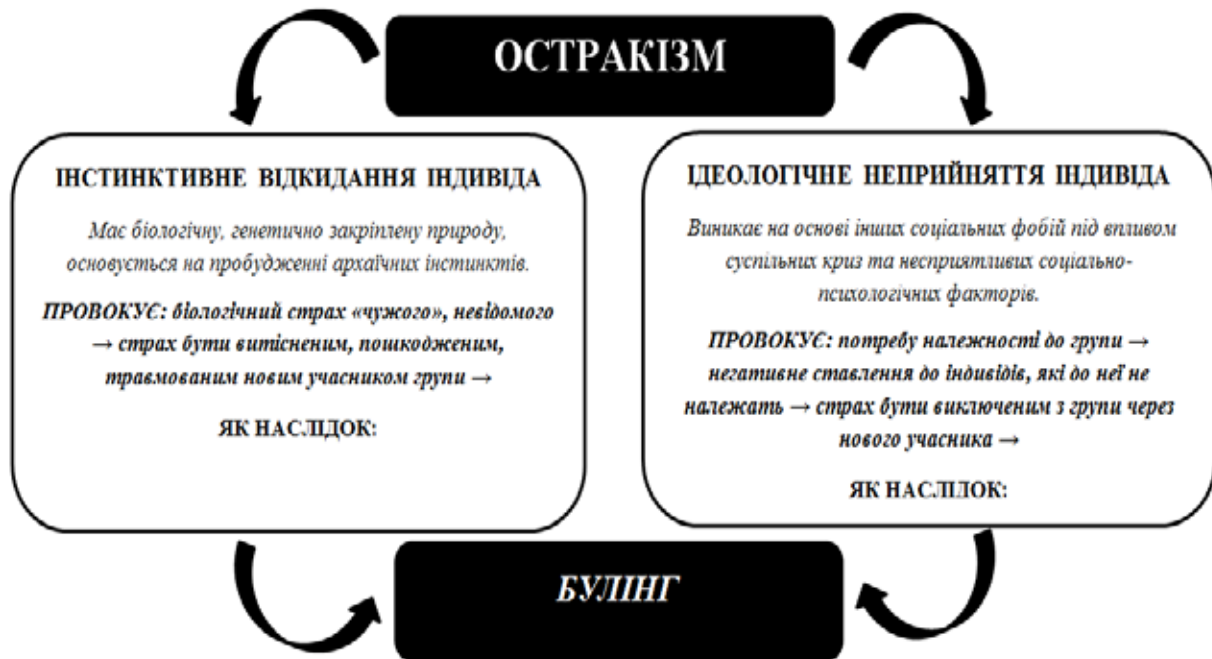 ОСТРАКІЗМ
ІНСТИНКТИВНЕ ВІДКИДАННЯ ІНДИВІДА
Має біологічну, генетично закріплену природу,
основується на пробудженні архаїчних інстинктів.
ПРОВОКУЄ: біологічний страх «чужого», невідомого
→ страх бути витісненим, пошкодженим,
травмованим новим учасником групи →
ЯК НАСЛІДОК:
ІДЕОЛОГІЧНЕ НЕПРИЙНЯТТЯ ІНДИВІДА
Виникає на основі інших соціальних фобій під впливом
суспільних криз та несприятливих соціально-
психологічних факторів.
ПРОВОКУЄ: потребу належності до групи →
негативне ставлення до індивідів, які до неї не
належать → страх бути виключеним з групи через
нового учасника →
ЯК НАСЛІДОК:
БУЛІНГ